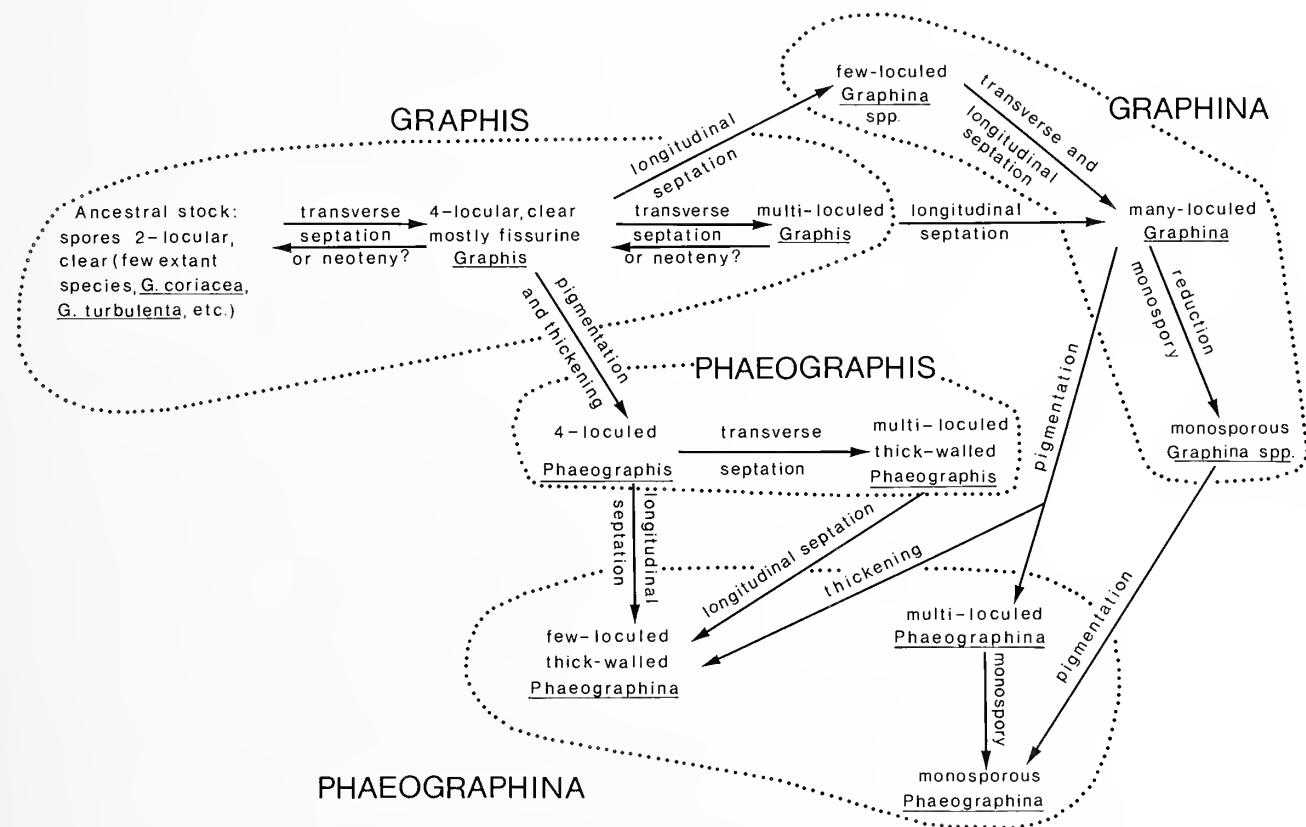 GRAPHIS
GRAPHINA
PHAEOGRAPHIS
PHAEOGRAPHINA
Ancestral stock:
spores 2-locular,
clear (few extant
species, G. coriacea,
G. turbulenta, etc.)
transverse
septation
or neoteny?
4-locular, clear
mostly fissurine
Graphis
transverse
septation
or neoteny?
multi-loculed
Graphis
longitudinal
septation
few-loculed
Graphina
spp.
transverse and
longitudinal
septation
longitudinal
septation
many-loculed
Graphina
reduction
monospory
monosporous
Graphina spp.
pigmentation
and thickening
4-loculed
Phaeographis
transverse
septation
multi-loculed
thick-walled
Phaeographis
longitudinal
septation
longitudinal septation
thickening
pigmentation
pigmentation
few-loculed
thick-walled
Phaeographina
multi-loculed
Phaeographina
monospory
monosporous
Phaeographina